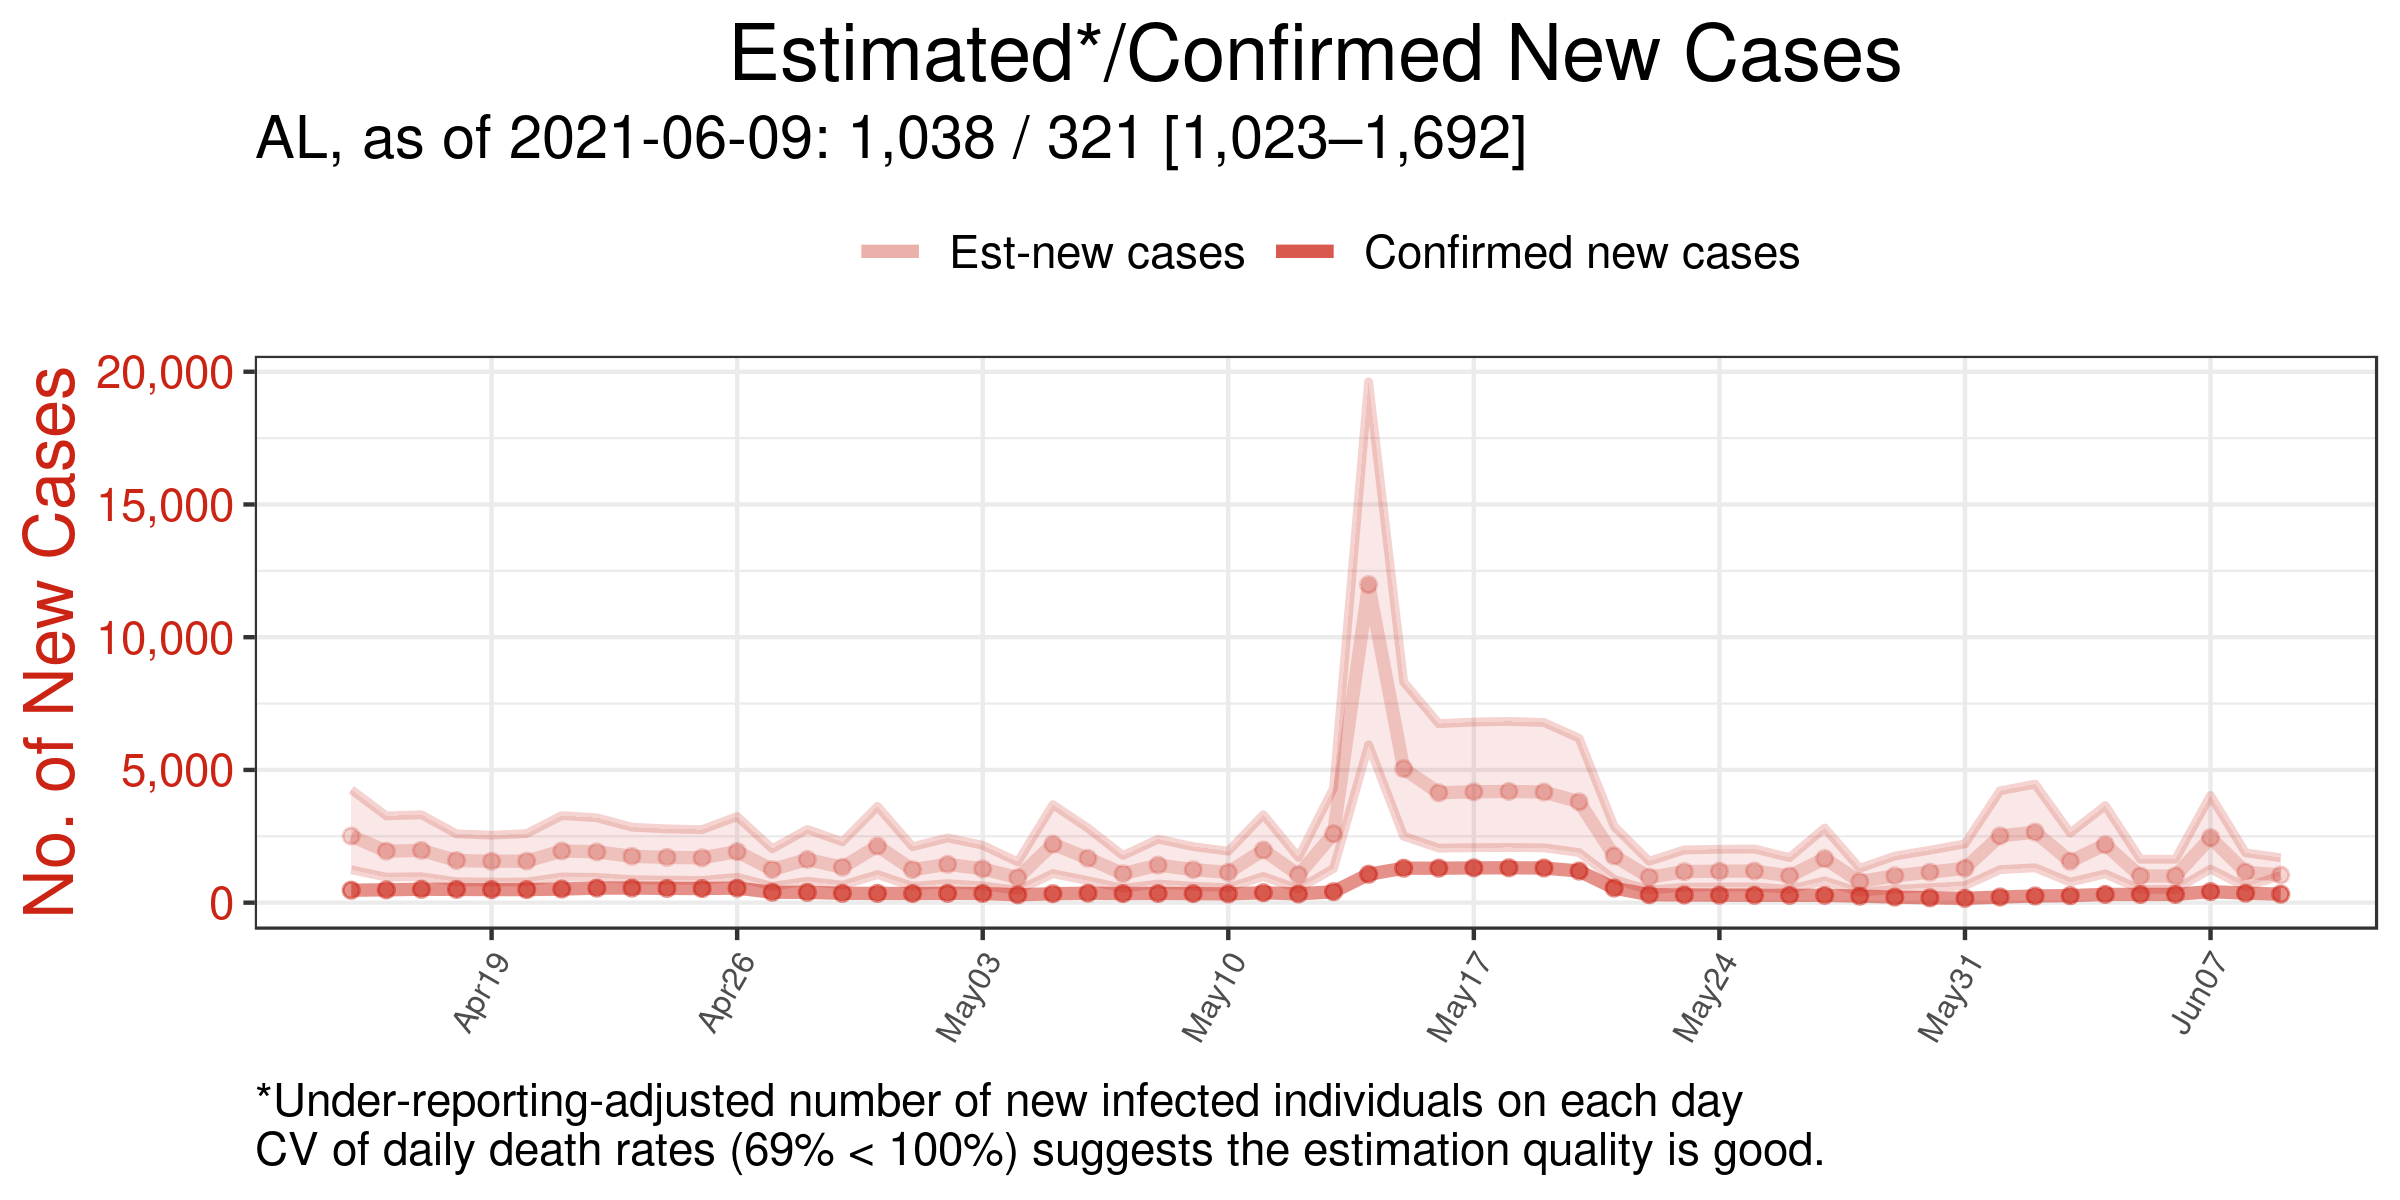 Estimated*/Confirmed New Cases
AL, as of 2021-06-09: 1,038 / 321 [1,023–1,692]
Est-new cases
Confirmed new cases
No. of New Cases
20,000
15,000
10,000
5,000
0
Apr19
Apr26
May03
May10
May17
May24
May31
Jun07
*Under-reporting-adjusted number of new infected individuals on each day
CV of daily death rates (69% < 100%) suggests the estimation quality is good.